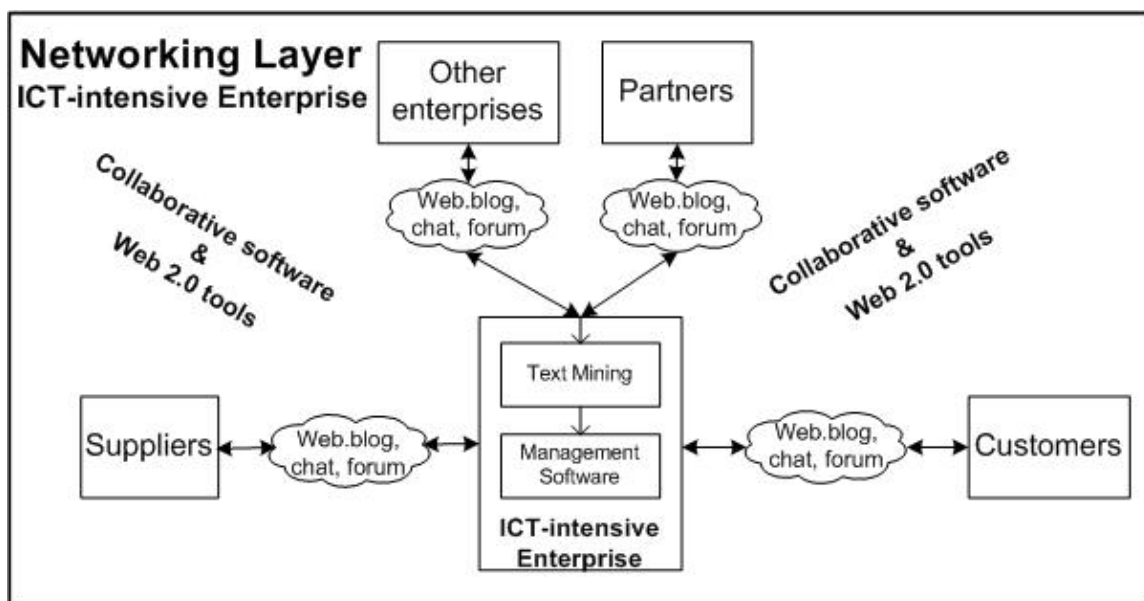 Networking Layer
ICT-intensive Enterprise
Other
enterprises
Partners
Web.blog,
chat, forum
Web.blog,
chat, forum
Collaborative software
&
Web 2.0 tools
Collaborative software
&
Web 2.0 tools
Text Mining
Management
Software
ICT-intensive
Enterprise
Suppliers
Web.blog,
chat, forum
Web.blog,
chat, forum
Customers